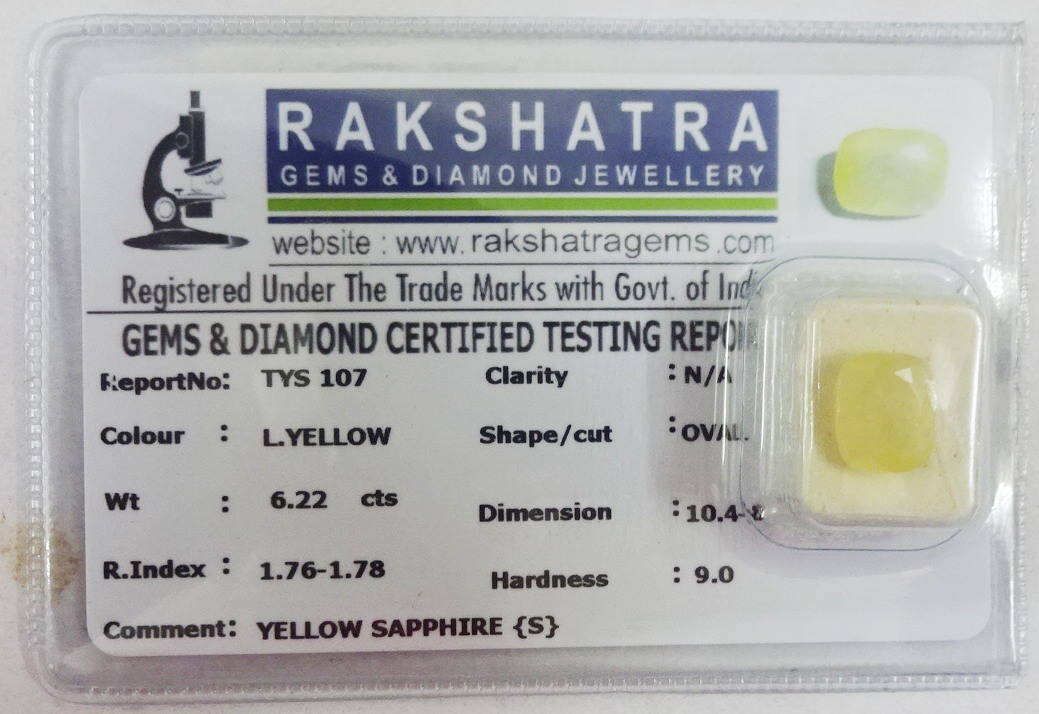 RAKSHATRA
GEMS & DIAMOND JEWELLERY
website : www. rakshatragems .com
Registered Under The Trade Marks with Govt. of
GEMS & DIAMOND CERTIFIED TESTING
ReportNo: TYS 107 Clarity : N/A
Colour : L.YELLOW Shape/cut : OVAL.
Wt : 6.22 cts Dimension : 10.4-8
R.Index : 1.76-1.78 Hardness : 9.0
Comment: YELLOW SAPPHIRE {S}